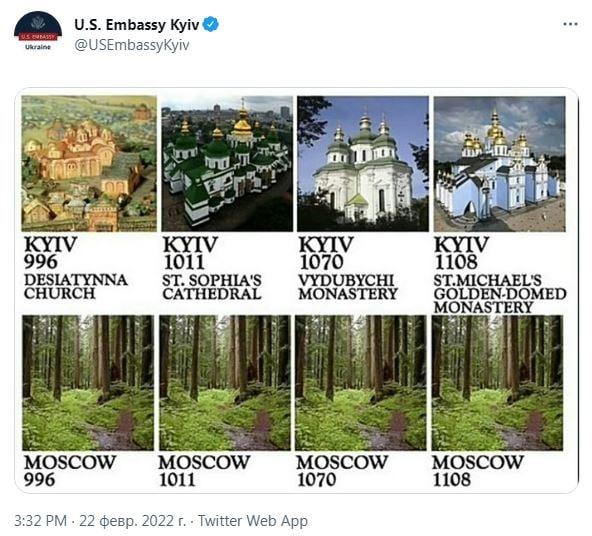 U.S. Embassy Kyiv
@USEmbassyKyiv
U.S. EMBASSY
Ukraine
KYIV
996
DESIATYNNA
CHURCH
KYIV
1011
ST. SOPHIA'S
CATHEDRAL
KYIV
1070
VYDUBYCHI
MONASTERY
KYIV
1108
ST.MICHAEL'S
GOLDEN-DOMED
MONASTERY
MOSCOW
996
MOSCOW
1011
MOSCOW
1070
MOSCOW
1108
3:32 PM · 22 февр. 2022 г. · Twitter Web App